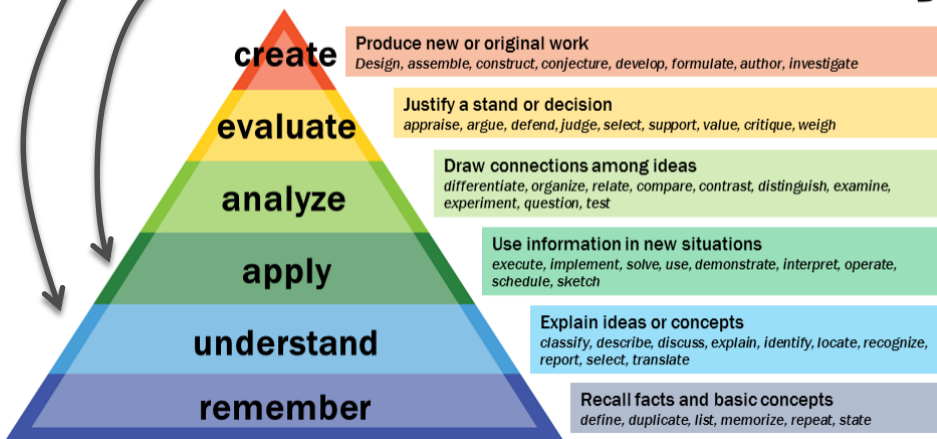 create
Produce new or original work
Design, assemble, construct, conjecture, develop, formulate, author, investigate
evaluate
Justify a stand or decision
appraise, argue, defend, judge, select, support, value, critique, weigh
analyze
Draw connections among ideas
differentiate, organize, relate, compare, contrast, distinguish, examine,
experiment, question, test
apply
Use information in new situations
execute, implement, solve, use, demonstrate, interpret, operate,
schedule, sketch
understand
Explain ideas or concepts
classify, describe, discuss, explain, identify, locate, recognize,
report, select, translate
remember
Recall facts and basic concepts
define, duplicate, list, memorize, repeat, state